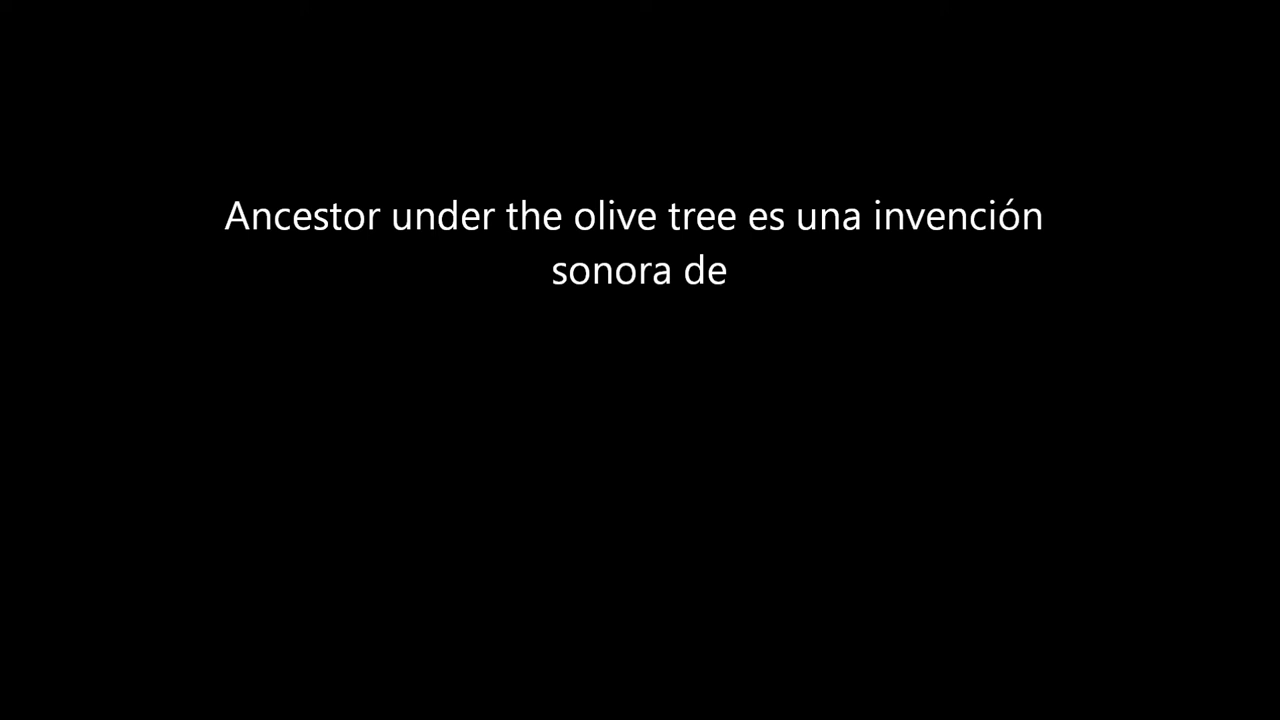 Ancestor under the olive tree es una invención
sonora de